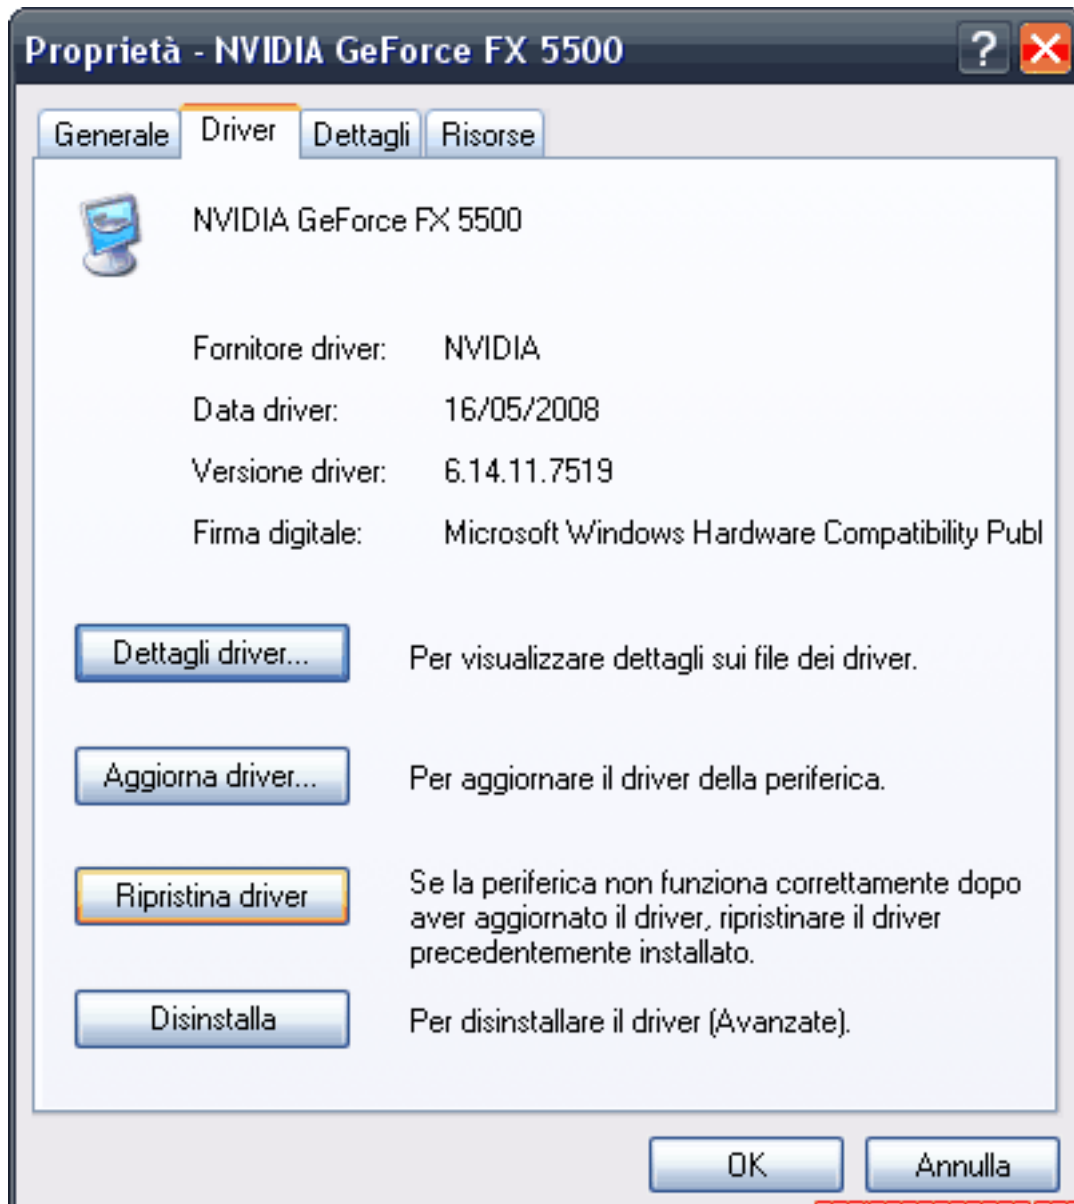 Proprietà - NVIDIA GeForce FX 5500
Generale Driver Dettagli Risorse
NVIDIA GeForce FX 5500
Fornitore driver: NVIDIA
Data driver: 16/05/2008
Versione driver: 6.14.11.7519
Firma digitale: Microsoft Windows Hardware Compatibility Publ
Dettagli driver... Per visualizzare dettagli sui file dei driver.
Aggiorna driver... Per aggiornare il driver della periferica.
Ripristina driver Se la periferica non funziona correttamente dopo
aver aggiornato il driver, ripristinare il driver
precedentemente installato.
Disinstalla Per disinstallare il driver (Avanzate).
OK Annulla